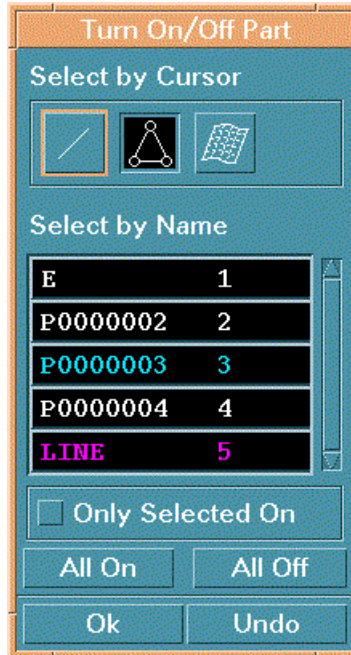 Turn On/Off Part
Select by Cursor
Select by Name
E 1
P0000002 2
P0000003 3
P0000004 4
LINE 5
Only Selected On
All On All Off
Ok Undo